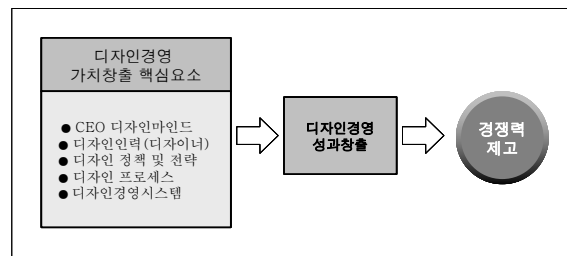 디자인경영
가치창출 핵심요소
● CEO 디자인마인드
● 디자인인력(디자이너)
● 디자인 정책 및 전략
● 디자인 프로세스
● 디자인경영시스템
디자인경영
성과창출
경쟁력
제고